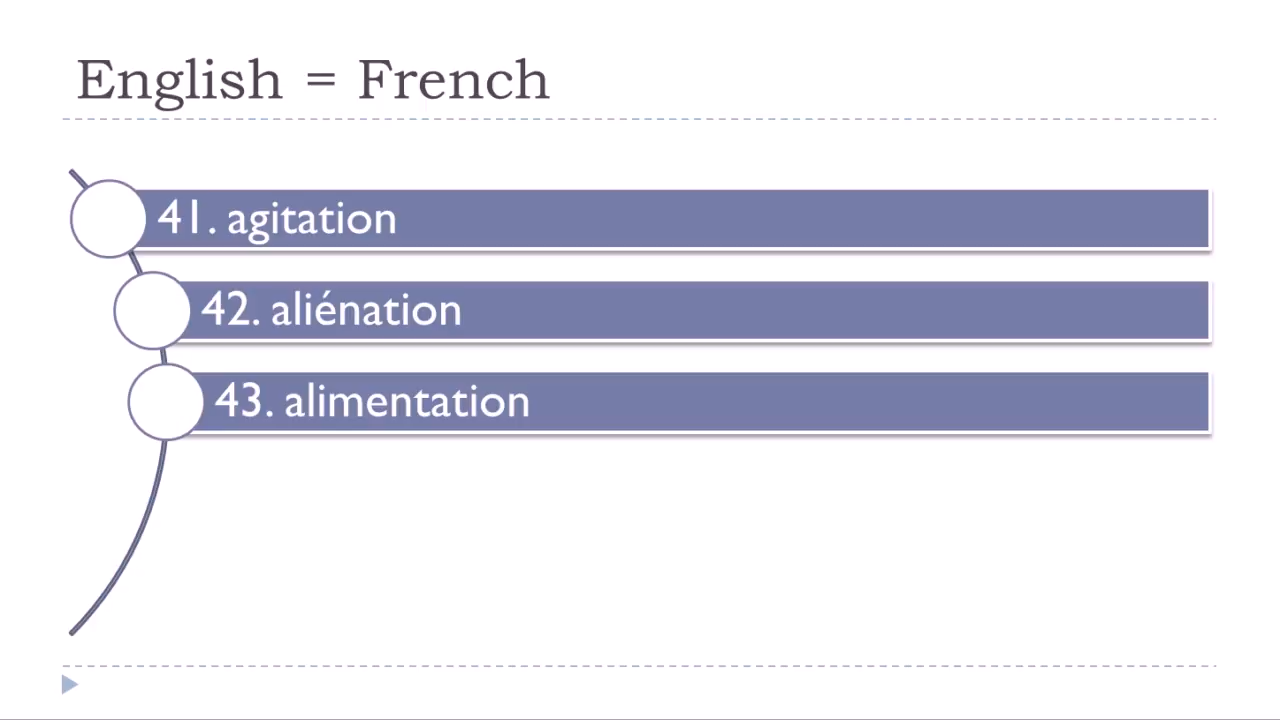 English = French
41. agitation
42. aliénation
43. alimentation